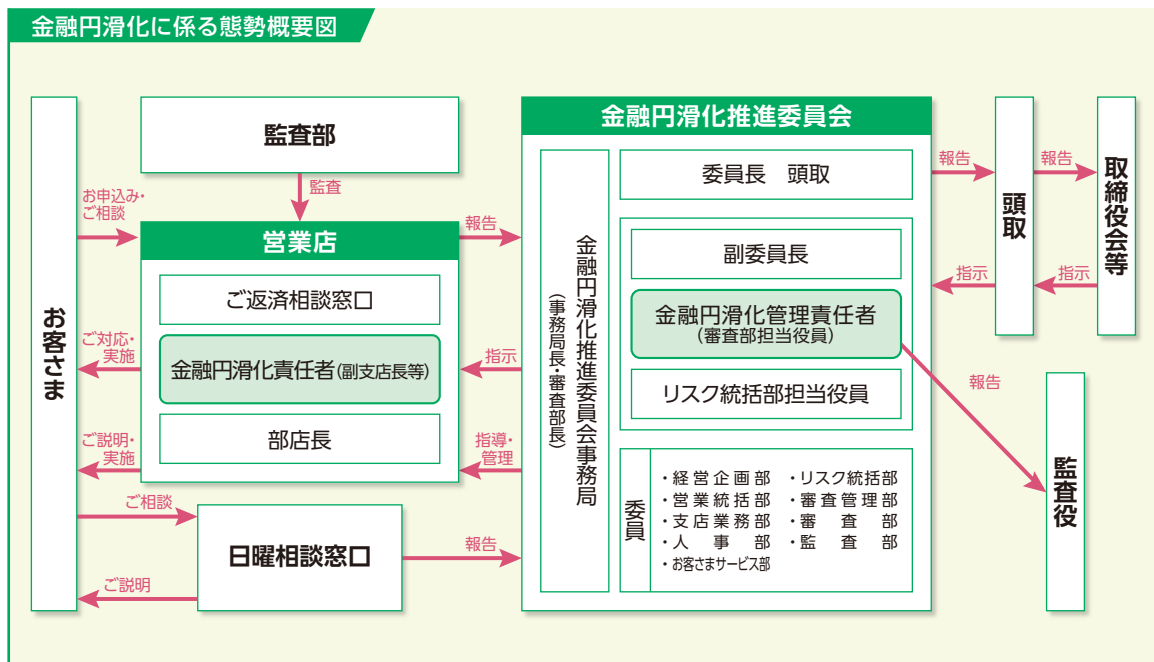 金融円滑化に係る態勢概要図
お客さま
お申込み・
ご相談
ご対応・
実施
ご説明・
実施
ご相談
ご説明
監査部
監査
営業店
ご返済相談窓口
金融円滑化責任者(副支店長等)
部店長
日曜相談窓口
報告
指示
指導・
管理
報告
金融円滑化推進委員会
金融円滑化推進委員会事務局
(事務局長・審査部長)
委員長 頭取
副委員長
金融円滑化管理責任者
(審査部担当役員)
リスク統括部担当役員
委員
・経営企画部 ・リスク統括部
・営業統括部 ・審査管理部
・支店業務部 ・審査部
・人事部 ・監査部
・お客さまサービス部
報告
指示
頭取
報告
指示
取締役会等
報告
監査役